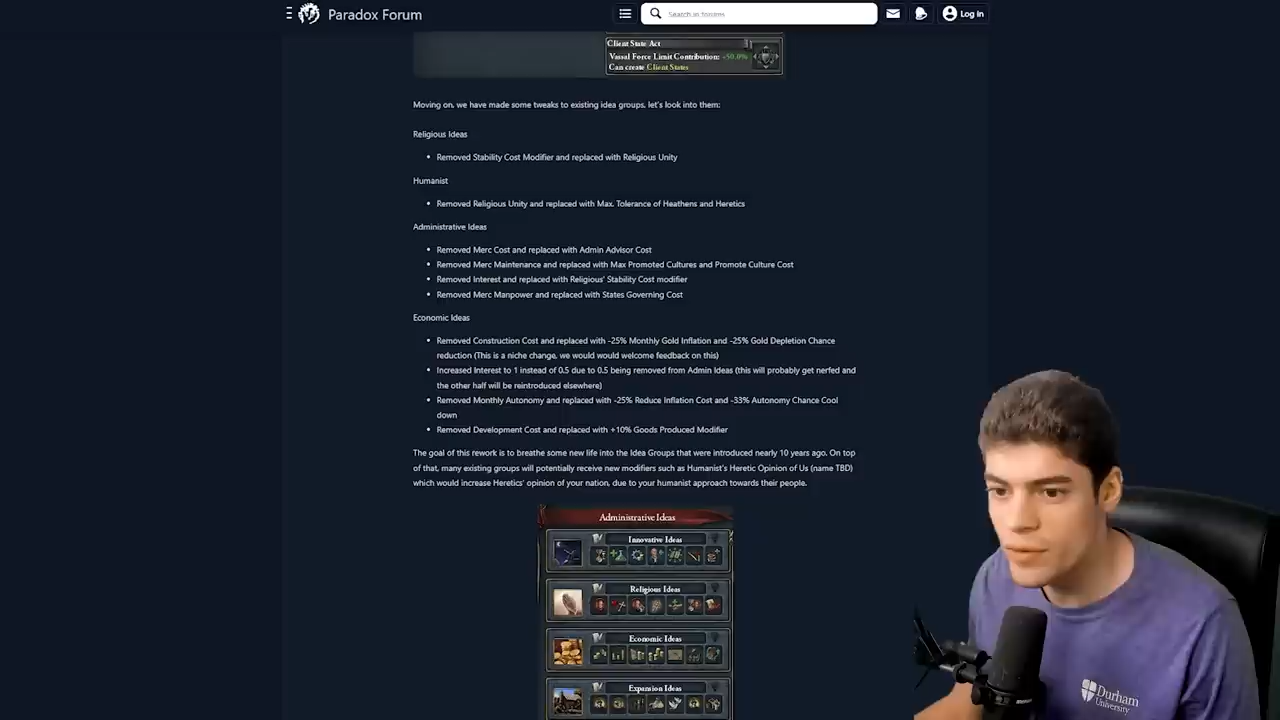 Paradox Forum
Search in forums
Log in
Client State Act
Vassal Force Limit Contribution: +50.0%
Can create Client States
Moving on, we have made some tweaks to existing idea groups, let's look into them:
Religious Ideas
• Removed Stability Cost Modifier and replaced with Religious Unity
Humanist
• Removed Religious Unity and replaced with Max. Tolerance of Heathens and Heretics
Administrative Ideas
• Removed Merc Cost and replaced with Admin Advisor Cost
• Removed Merc Maintenance and replaced with Max Promoted Cultures and Promote Culture Cost
• Removed Interest and replaced with Religious' Stability Cost modifier
• Removed Merc Manpower and replaced with States Governing Cost
Economic Ideas
• Removed Construction Cost and replaced with -25% Monthly Gold Inflation and -25% Gold Depletion Chance
reduction (This is a niche change, we would would welcome feedback on this)
• Increased Interest to 1 instead of 0.5 due to 0.5 being removed from Admin Ideas (this will probably get nerfed and
the other half will be reintroduced elsewhere)
• Removed Monthly Autonomy and replaced with -25% Reduce Inflation Cost and -33% Autonomy Chance Cool
down
• Removed Development Cost and replaced with +10% Goods Produced Modifier
The goal of this rework is to breathe some new life into the Idea Groups that were introduced nearly 10 years ago. On top
of that, many existing groups will potentially receive new modifiers such as Humanist's Heretic Opinion of Us (name TBD)
which would increase Heretics' opinion of your nation, due to your humanist approach towards their people.
Administrative Ideas
Innovative Ideas
Religious Ideas
Economic Ideas
Expansion Ideas
Durham
University